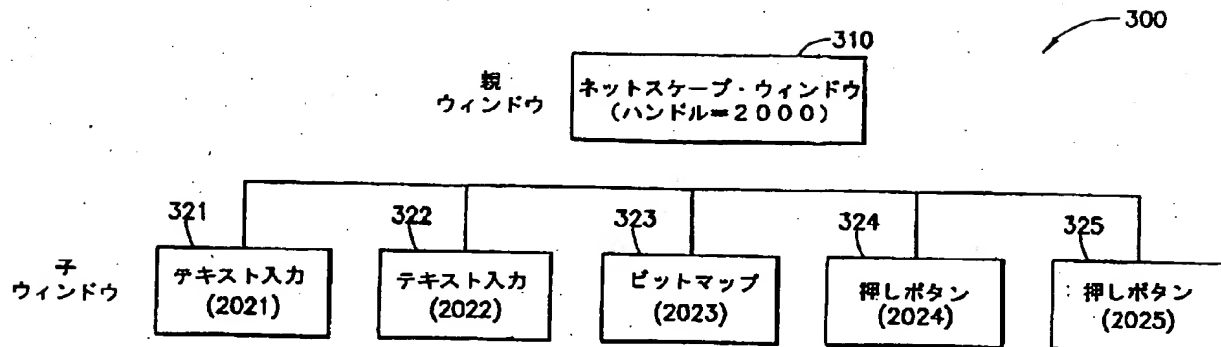 300
310
親
ウィンドウ
ネットスケープ・ウィンドウ
(ハンドル=2000)
321
322
323
324
325
子
ウィンドウ
テキスト入力
(2021)
テキスト入力
(2022)
ビットマップ
(2023)
押しボタン
(2024)
押しボタン
(2025)